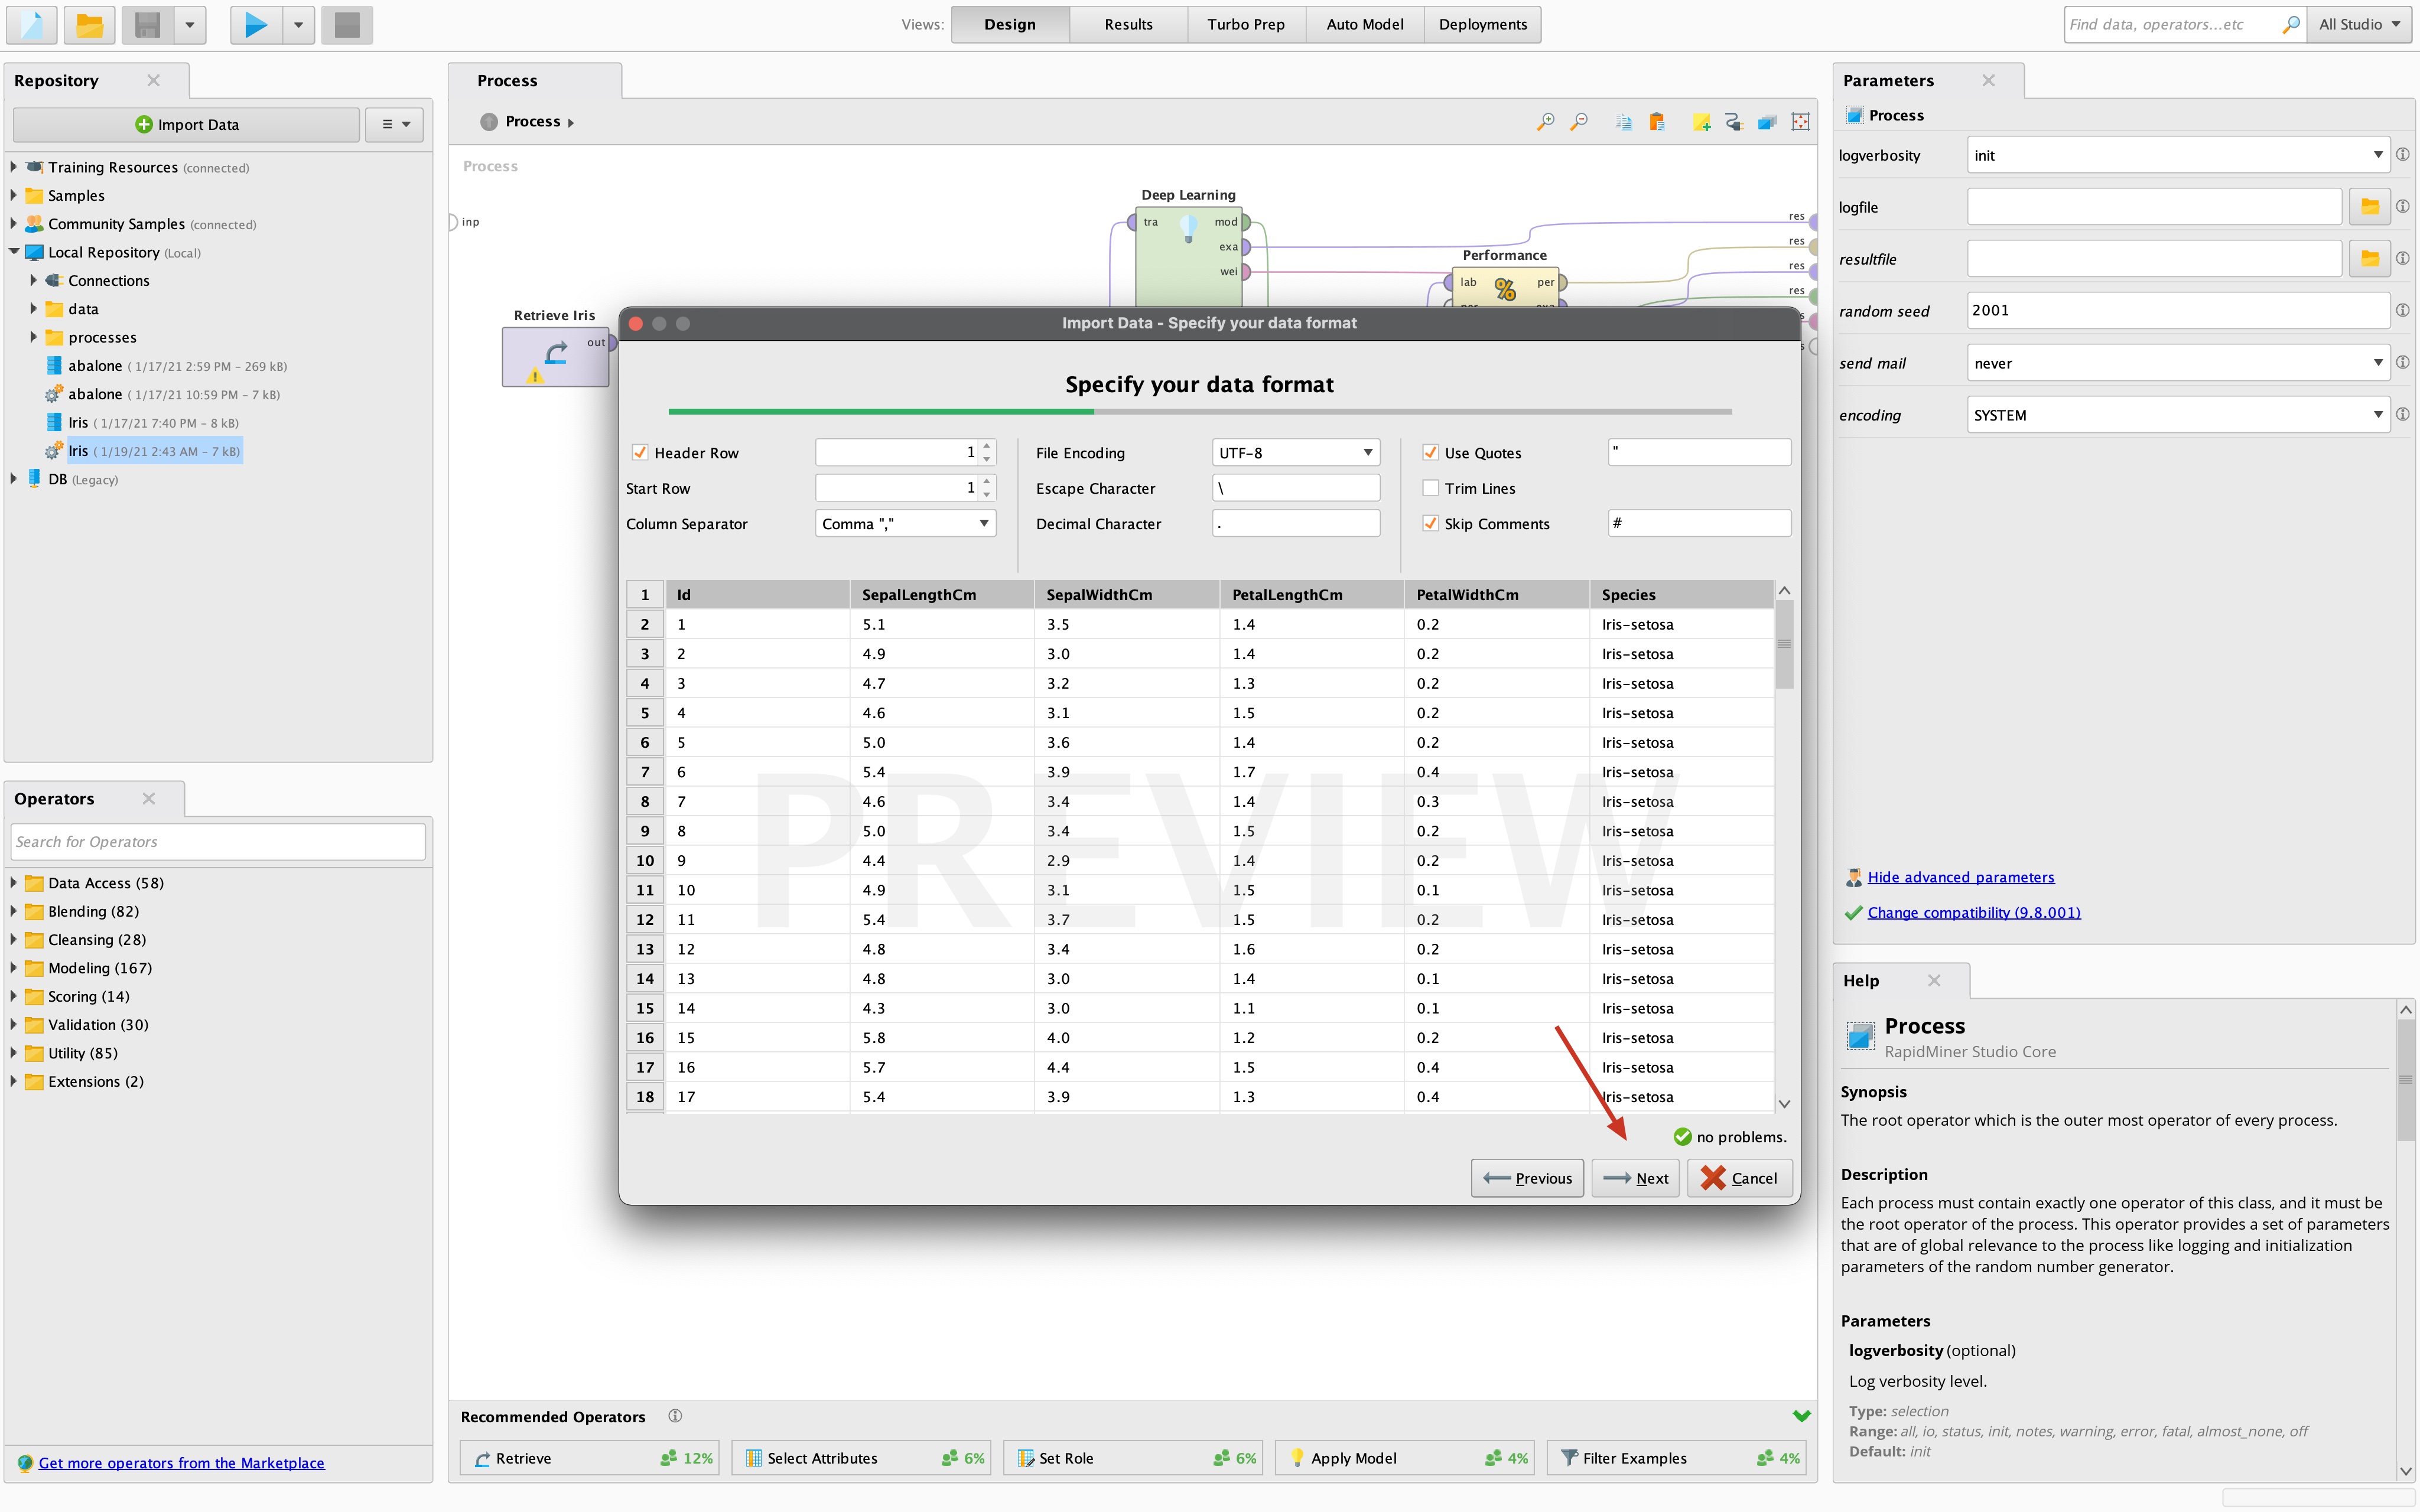 Views: Design Results Turbo Prep Auto Model Deployments Find data, operators...etc All Studio
Repository
Import Data
Training Resources (connected)
Samples
Community Samples (connected)
Local Repository (Local)
Connections
data
processes
abalone ( 1/17/21 2:59 PM – 269 kB)
abalone ( 1/17/21 10:59 PM – 7 kB)
Iris ( 1/17/21 7:40 PM – 8 kB)
Iris ( 1/19/21 2:43 AM – 7 kB)
DB (Legacy)
Operators
Search for Operators
Data Access (58)
Blending (82)
Cleansing (28)
Modeling (167)
Scoring (14)
Validation (30)
Utility (85)
Extensions (2)
Get more operators from the Marketplace
Process
Process
Process
inp
Deep Learning
tra mod
exa
wei
Performance
lab per
res
res
res
res
Retrieve Iris
out
Import Data - Specify your data format
Specify your data format
Header Row 1 File Encoding UTF-8 Use Quotes "
Start Row 1 Escape Character \ Trim Lines
Column Separator Comma "," Decimal Character . Skip Comments #
1 Id SepalLengthCm SepalWidthCm PetalLengthCm PetalWidthCm Species
2 1 5.1 3.5 1.4 0.2 Iris-setosa
3 2 4.9 3.0 1.4 0.2 Iris-setosa
4 3 4.7 3.2 1.3 0.2 Iris-setosa
5 4 4.6 3.1 1.5 0.2 Iris-setosa
6 5 5.0 3.6 1.4 0.2 Iris-setosa
7 6 5.4 3.9 1.7 0.4 Iris-setosa
8 7 4.6 3.4 1.4 0.3 Iris-setosa
9 8 5.0 3.4 1.5 0.2 Iris-setosa
10 9 4.4 2.9 1.4 0.2 Iris-setosa
11 10 4.9 3.1 1.5 0.1 Iris-setosa
12 11 5.4 3.7 1.5 0.2 Iris-setosa
13 12 4.8 3.4 1.6 0.2 Iris-setosa
14 13 4.8 3.0 1.4 0.1 Iris-setosa
15 14 4.3 3.0 1.1 0.1 Iris-setosa
16 15 5.8 4.0 1.2 0.2 Iris-setosa
17 16 5.7 4.4 1.5 0.4 Iris-setosa
18 17 5.4 3.9 1.3 0.4 Iris-setosa
PREVIEW
no problems.
Previous Next Cancel
Recommended Operators
Retrieve 12% Select Attributes 6% Set Role 6% Apply Model 4% Filter Examples 4%
Parameters
Process
logverbosity init
logfile
resultfile
random seed 2001
send mail never
encoding SYSTEM
Hide advanced parameters
Change compatibility (9.8.001)
Help
Process
RapidMiner Studio Core
Synopsis
The root operator which is the outer most operator of every process.
Description
Each process must contain exactly one operator of this class, and it must be
the root operator of the process. This operator provides a set of parameters
that are of global relevance to the process like logging and initialization
parameters of the random number generator.
Parameters
logverbosity (optional)
Log verbosity level.
Type: selection
Range: all, io, status, init, notes, warning, error, fatal, almost_none, off
Default: init